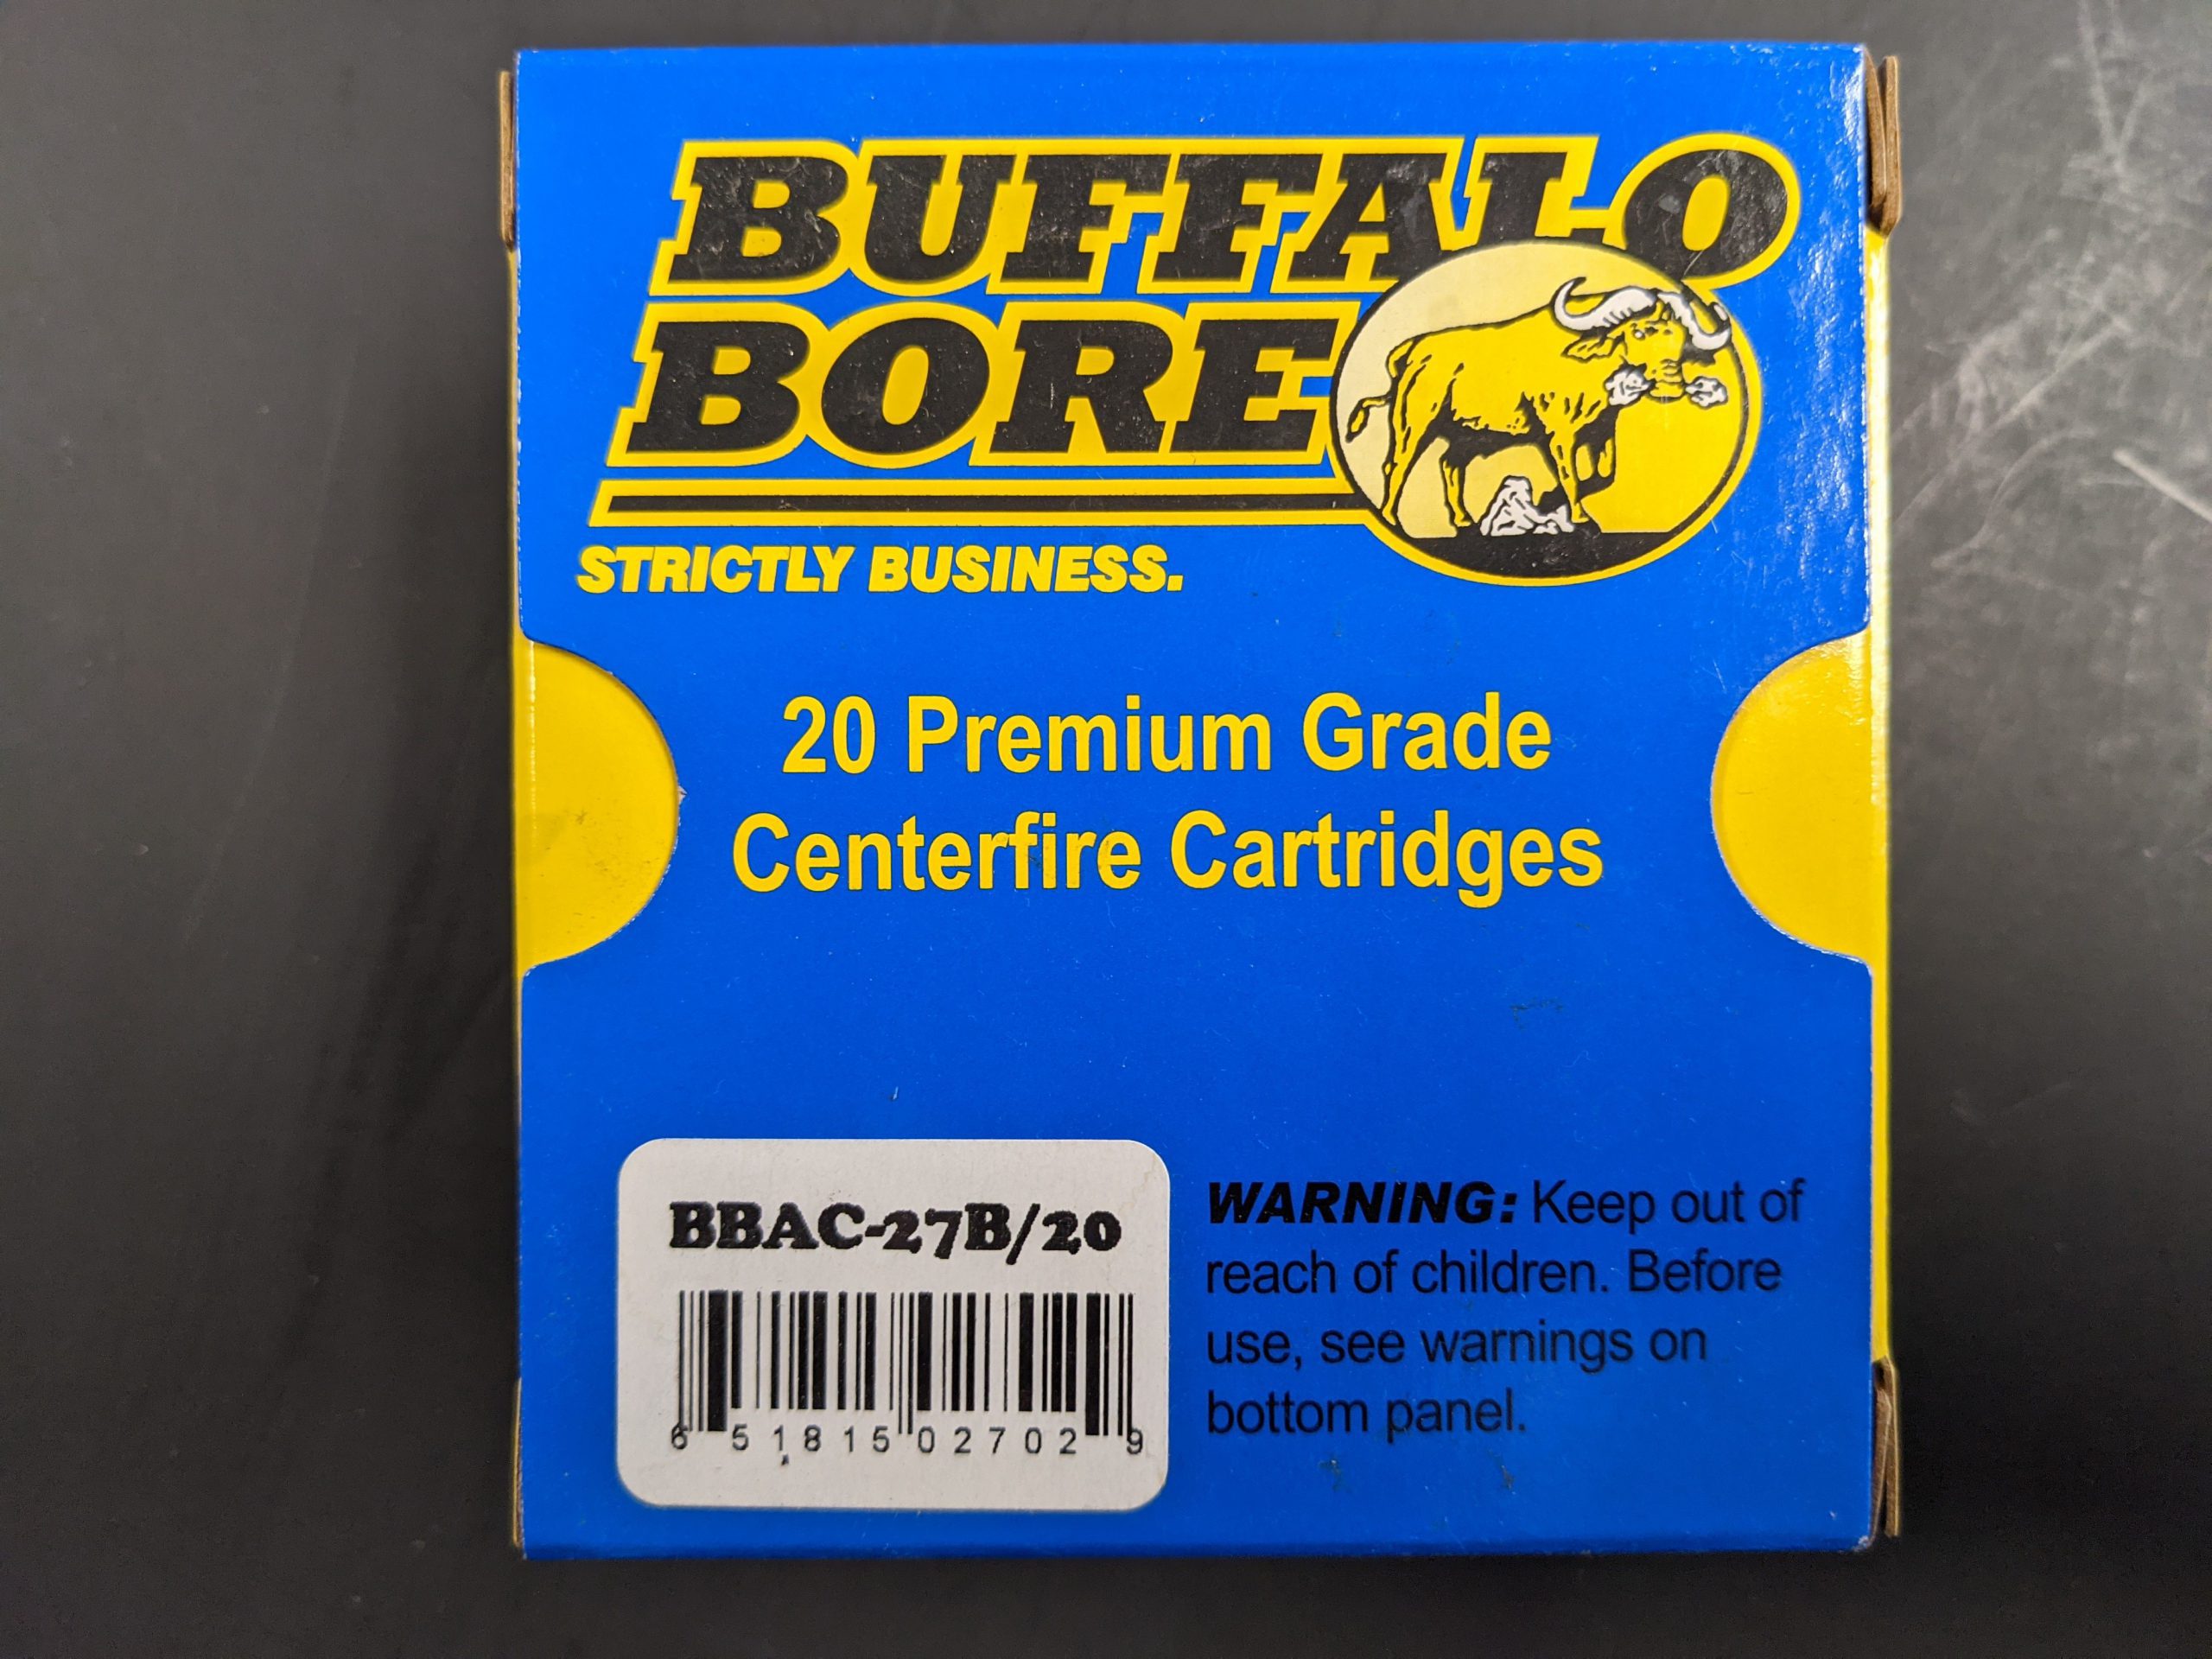 BUFFALO
BORE
STRICTLY BUSINESS.
20 Premium Grade
Centerfire Cartridges
BBAC-27B/20
6 51815 02702 9
WARNING: Keep out of
reach of children. Before
use, see warnings on
bottom panel.